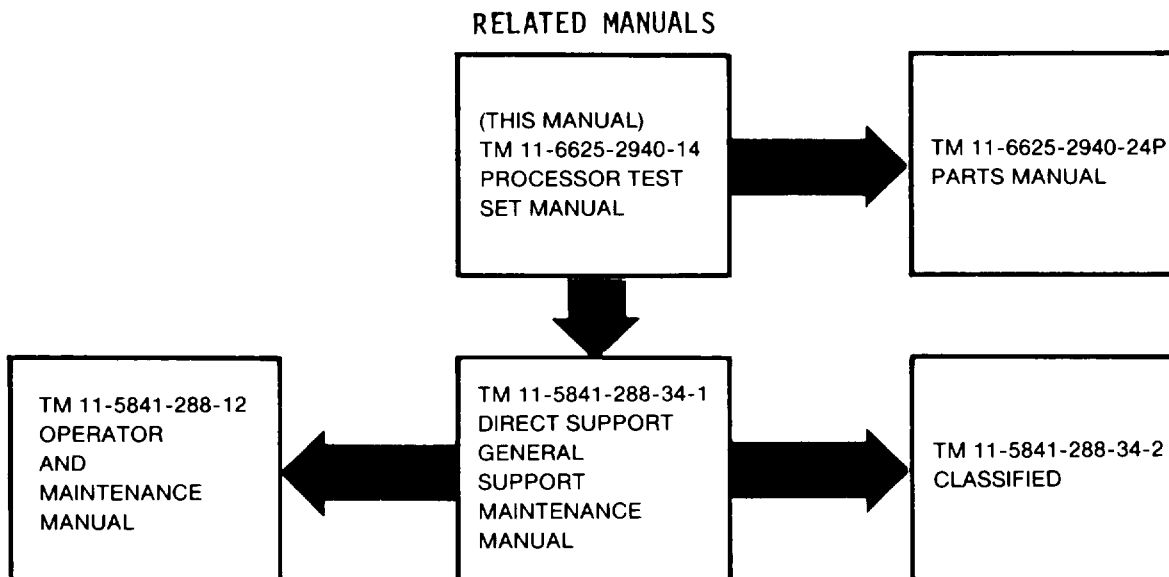 RELATED MANUALS
(THIS MANUAL)
TM 11-6625-2940-14
PROCESSOR TEST
SET MANUAL
TM 11-6625-2940-24P
PARTS MANUAL
TM 11-5841-288-12
OPERATOR
AND
MAINTENANCE
MANUAL
TM 11-5841-288-34-1
DIRECT SUPPORT
GENERAL
SUPPORT
MAINTENANCE
MANUAL
TM 11-5841-288-34-2
CLASSIFIED